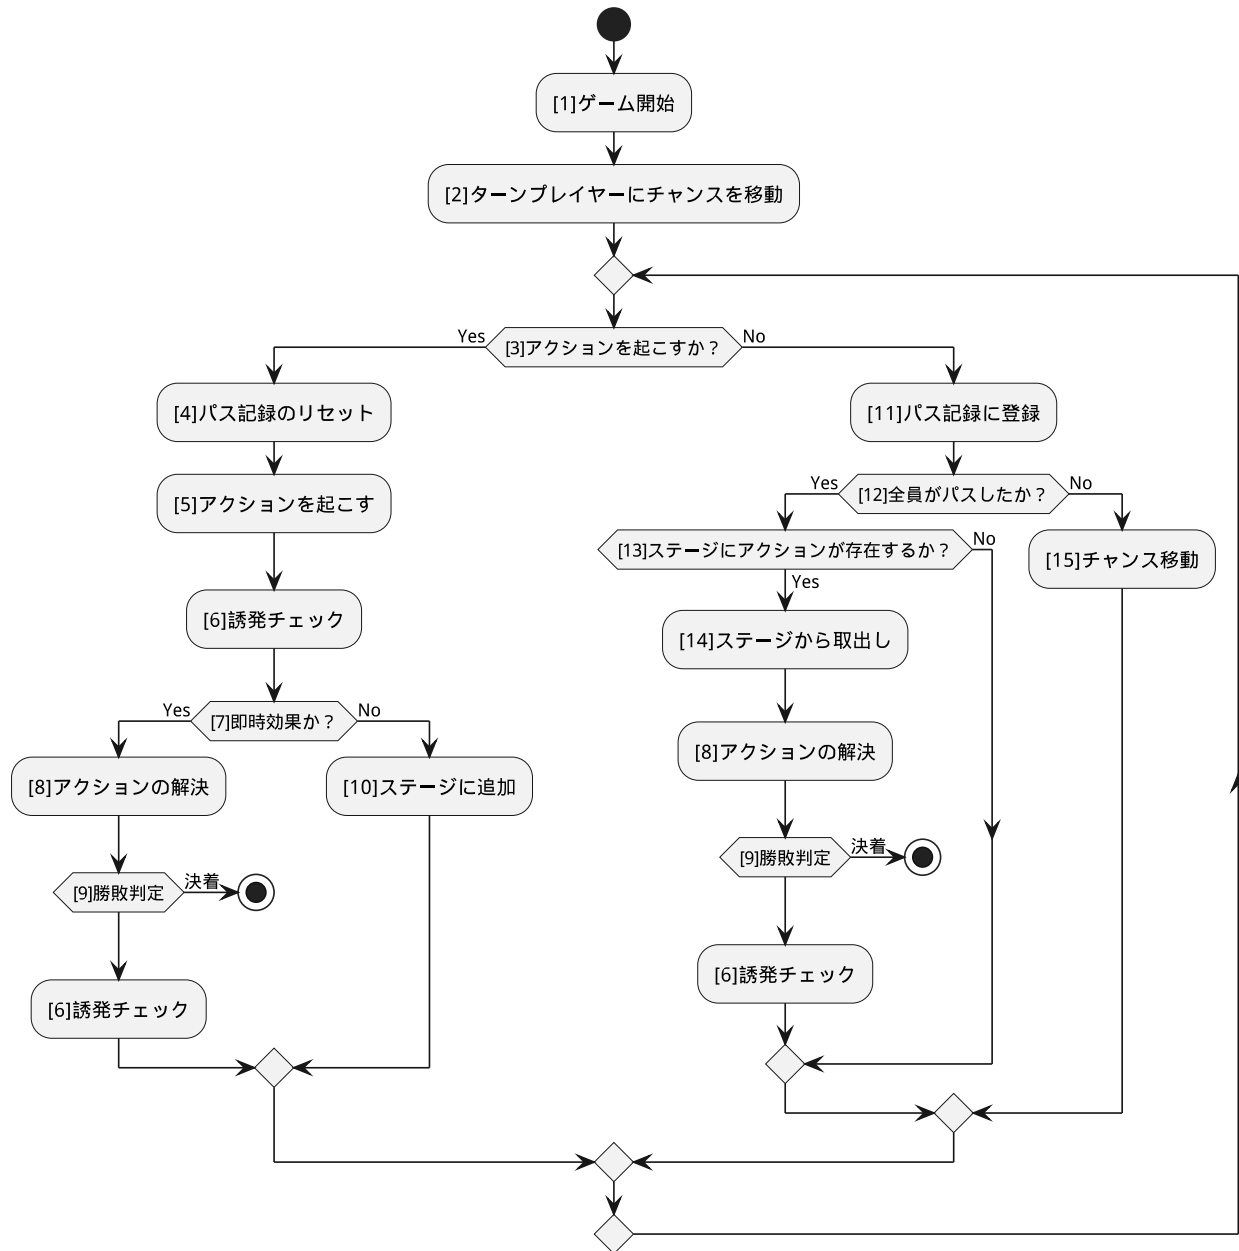 [1]ゲーム開始
[2]ターンプレイヤーにチャンスを移動
Yes
[3]アクションを起こすか？
No
[4]パス記録のリセット
[5]アクションを起こす
[6]誘発チェック
Yes
[7]即時効果か？
No
[8]アクションの解決
[10]ステージに追加
[9]勝敗判定
決着
[6]誘発チェック
[11]パス記録に登録
Yes
[12]全員がパスしたか？
No
[13]ステージにアクションが存在するか？
No
[15]チャンス移動
Yes
[14]ステージから取出し
[8]アクションの解決
[9]勝敗判定
決着
[6]誘発チェック